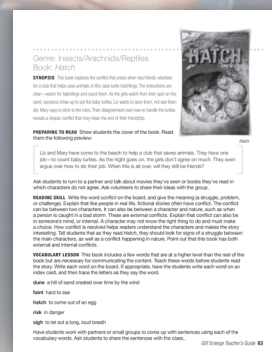 Genre: Insects/Arachnids/Reptiles
Book: Hatch
HATCH
SYNOPSIS This book explores the conflict that arises when two friends volunteer
for a club that helps save animals, in this case turtle hatchlings. The instructions are
clear—watch for hatchlings and count them. As the girls watch from their spot on the
sand, raccoons show up to eat the baby turtles. Liz wants to save them, not see them
die. Mary says to stick to the rules. Their disagreement over how to handle the turtles
reveals a deeper conflict that may mean the end of their friendship.
Hatch
PREPARING TO READ Show students the cover of the book. Read
them the following preview:
Liz and Mary have come to the beach to help a club that saves animals. They have one
job—to count baby turtles. As the night goes on, the girls don't agree on much. They even
argue over how to do their job. When this is all over, will they still be friends?
Ask students to turn to a partner and talk about movies they've seen or books they've read in
which characters do not agree. Ask volunteers to share their ideas with the group.
READING SKILL Write the word conflict on the board, and give the meaning (a struggle, problem,
or challenge). Explain that like people in real life, fictional stories often have conflict. The conflict
can be between two characters. It can also be between a character and nature, such as when
a person is caught in a bad storm. These are external conflicts. Explain that conflict can also be
in someone's mind, or internal. A character may not know the right thing to do and must make
a choice. How conflict is resolved helps readers understand the characters and makes the story
interesting. Tell students that as they read Hatch, they should look for signs of a struggle between
the main characters, as well as a conflict happening in nature. Point out that this book has both
external and internal conflicts.
VOCABULARY LESSON This book includes a few words that are at a higher level than the rest of the
book but are necessary for communicating the content. Teach these words before students read
the story. Write each word on the board. If appropriate, have the students write each word on an
index card, and then trace the letters as they say the word.
dune a hill of sand created over time by the wind
faint hard to see
hatch to come out of an egg
risk in danger
sigh to let out a long, loud breath
Have students work with partners or small groups to come up with sentences using each of the
vocabulary words. Ask students to share the sentences with the class.
GO! Emerge Teacher's Guide 63